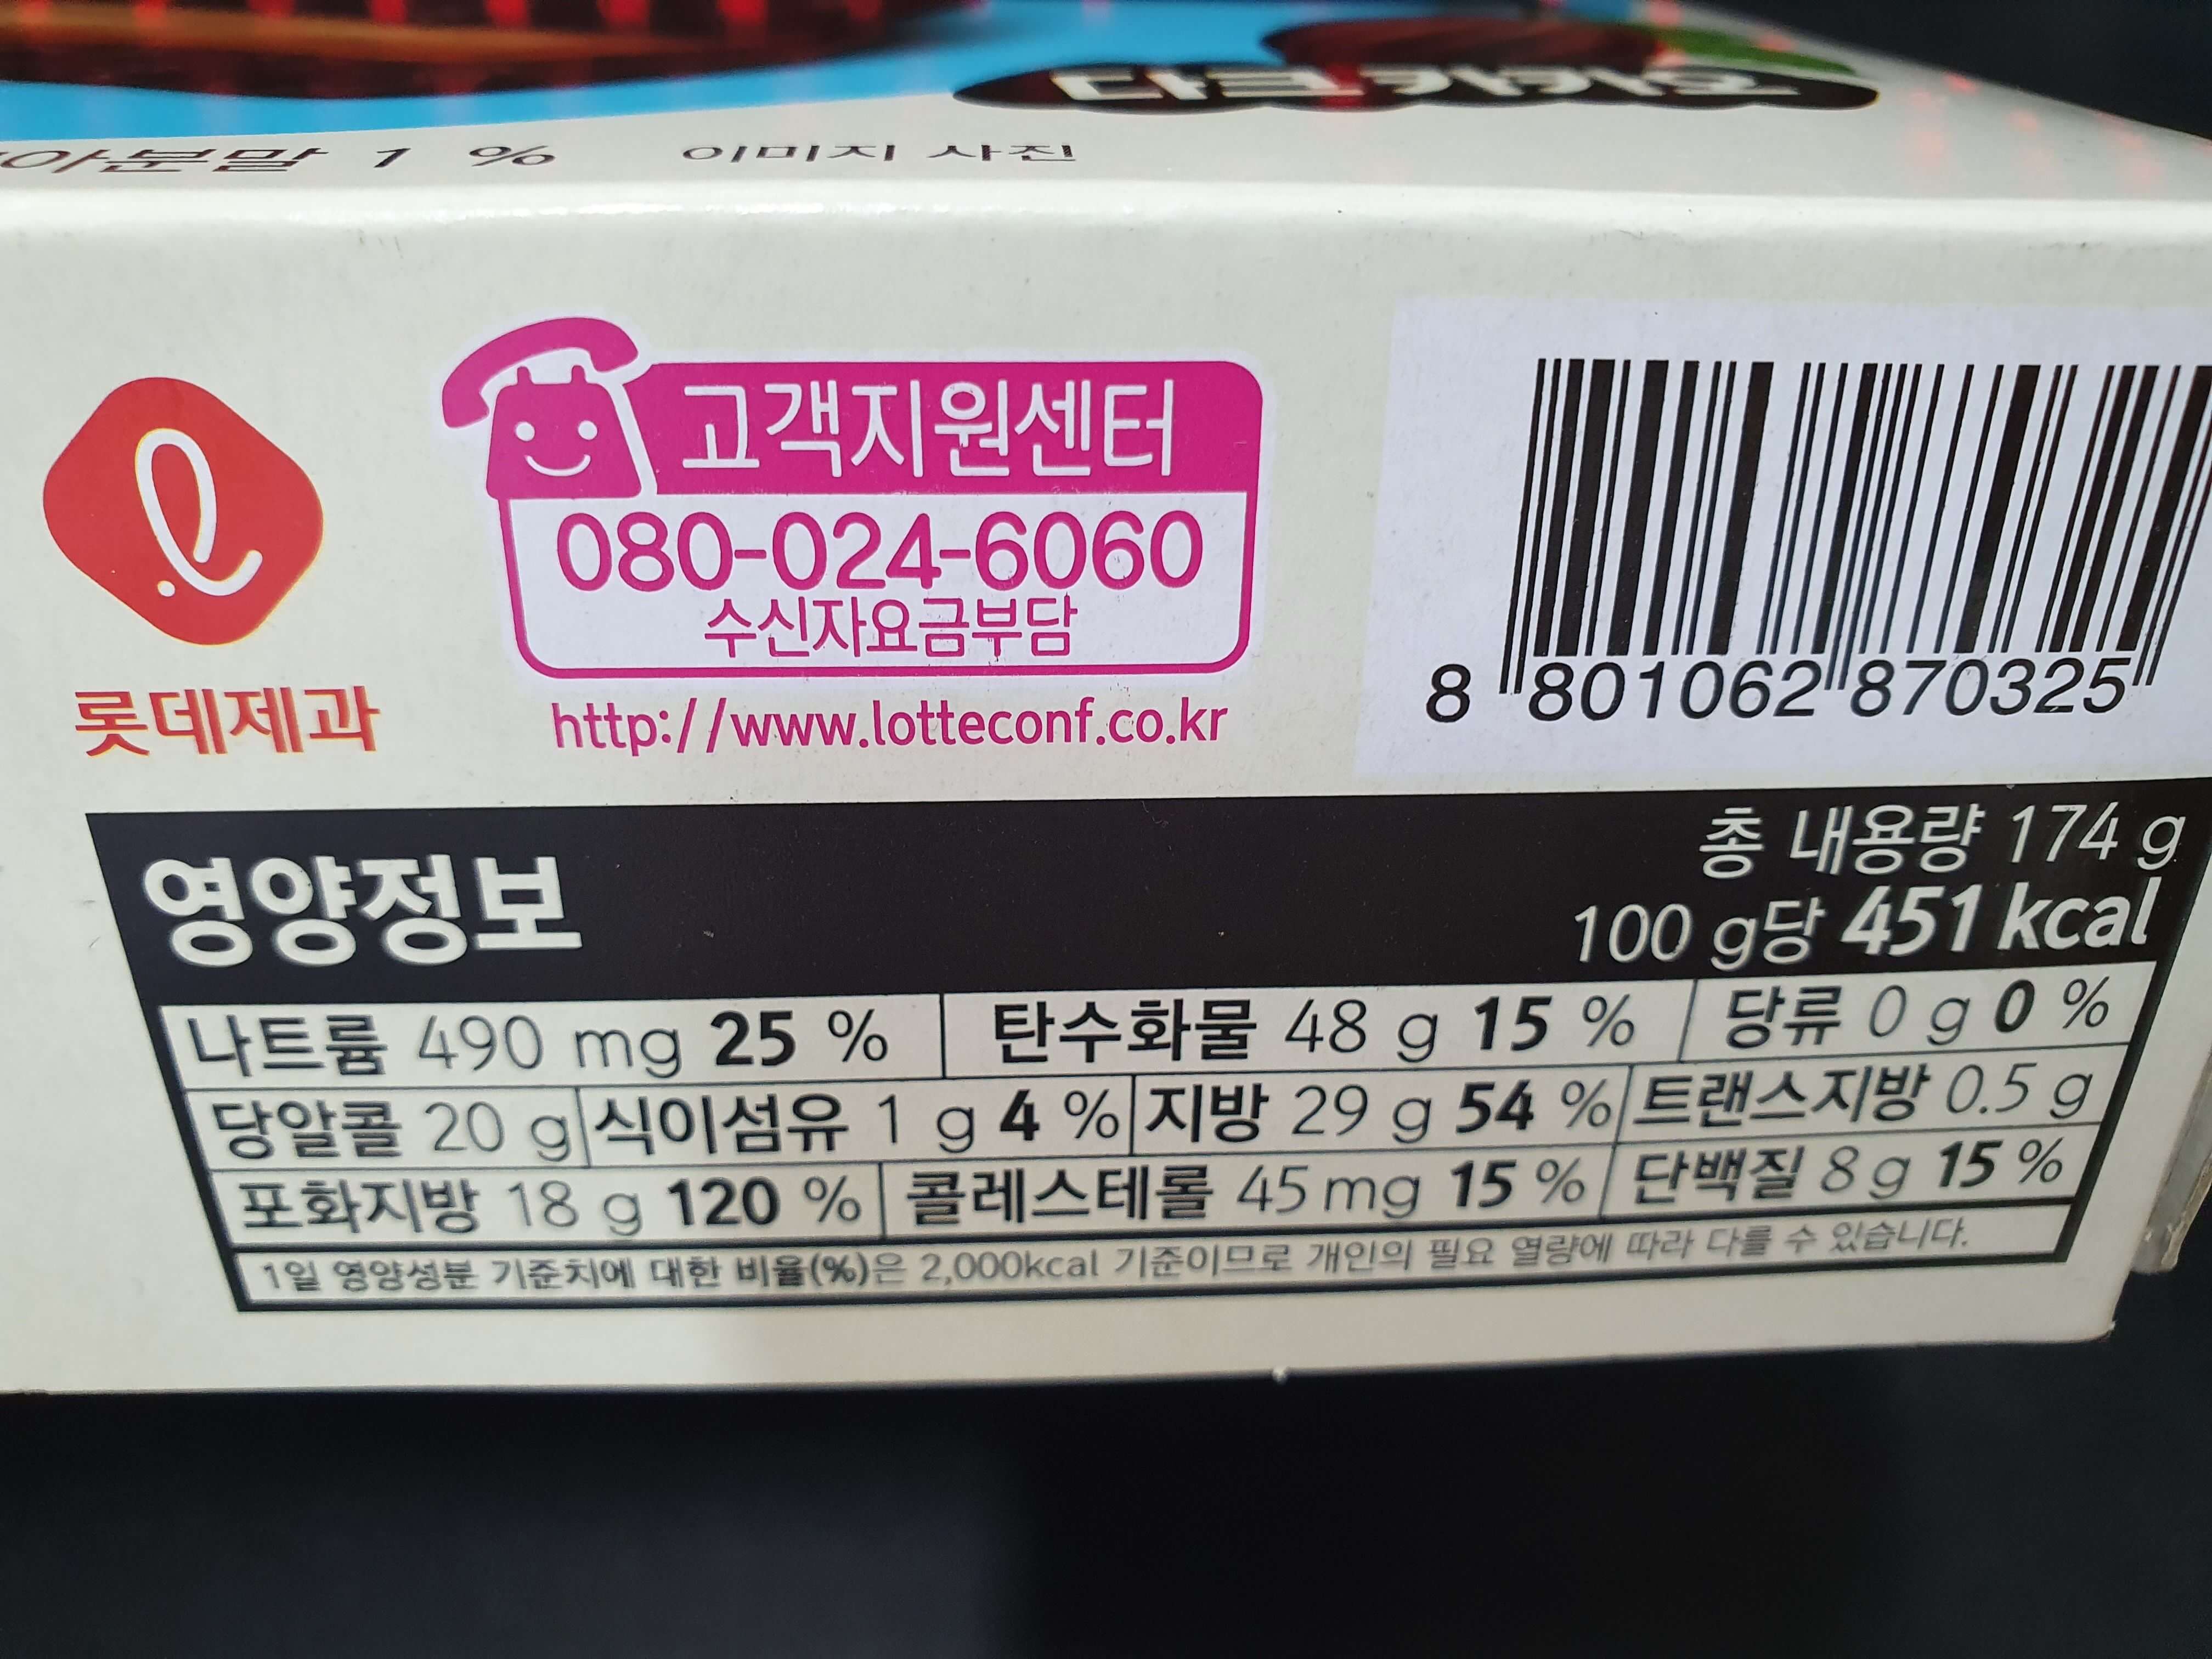 다크카카오
아분말 1 % 이미지 사진
고객지원센터
080-024-6060
수신자요금부담
http://www.lotteconf.co.kr
롯데제과
8 801062 870325
영양정보
총 내용량 174 g
100 g당 451 kcal
나트륨 490 mg 25 % 탄수화물 48 g 15 % 당류 0 g 0 %
당알콜 20 g 식이섬유 1 g 4 % 지방 29 g 54 % 트랜스지방 0.5 g
포화지방 18 g 120 % 콜레스테롤 45 mg 15 % 단백질 8 g 15 %
1일 영양성분 기준치에 대한 비율(%)은 2,000kcal 기준이므로 개인의 필요 열량에 따라 다를 수 있습니다.